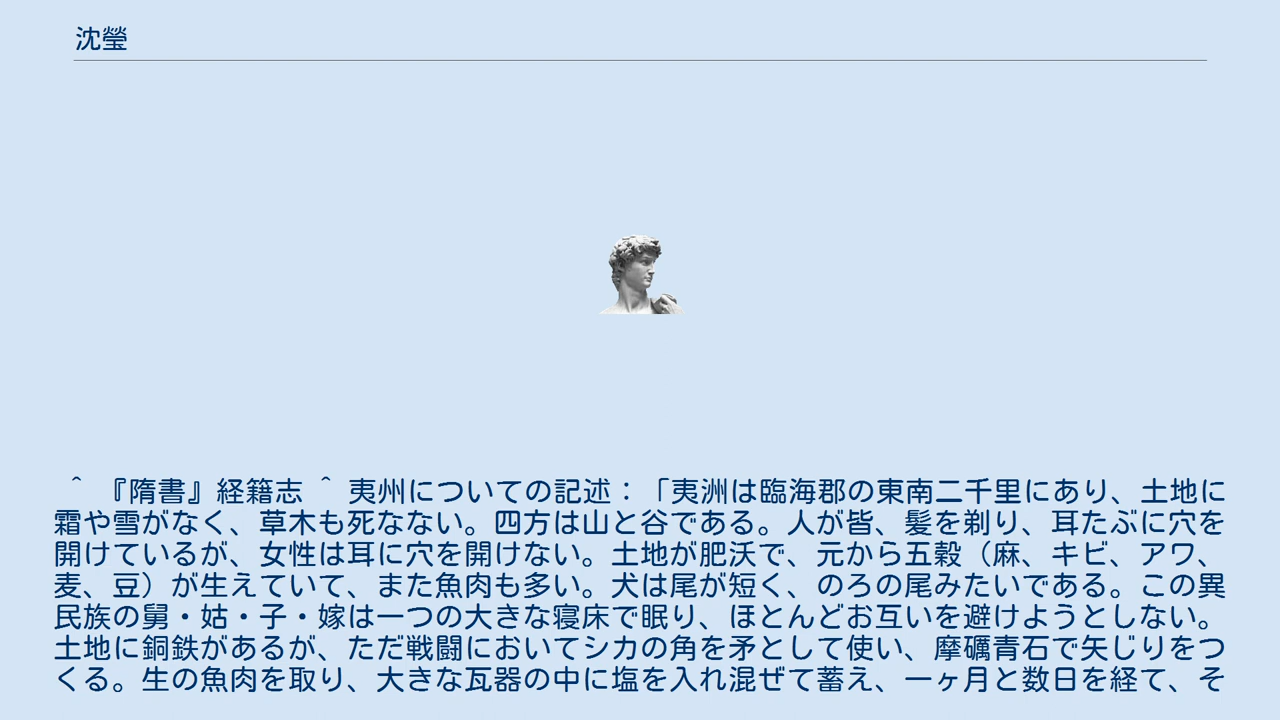 沈瑩
＾ 『隋書』経籍志 ＾ 夷州についての記述：「夷洲は臨海郡の東南二千里にあり、土地に
霜や雪がなく、草木も死なない。四方は山と谷である。人が皆、髪を剃り、耳たぶに穴を
開けているが、女性は耳に穴を開けない。土地が肥沃で、元から五穀（麻、キビ、アワ、
麦、豆）が生えていて、また魚肉も多い。犬は尾が短く、のろの尾みたいである。この異
民族の舅・姑・子・嫁は一つの大きな寝床で眠り、ほとんどお互いを避けようとしない。
土地に銅鉄があるが、ただ戦闘においてシカの角を矛として使い、摩礪青石で矢じりをつ
くる。生の魚肉を取り、大きな瓦器の中に塩を入れ混ぜて蓄え、一ヶ月と数日を経て、そ